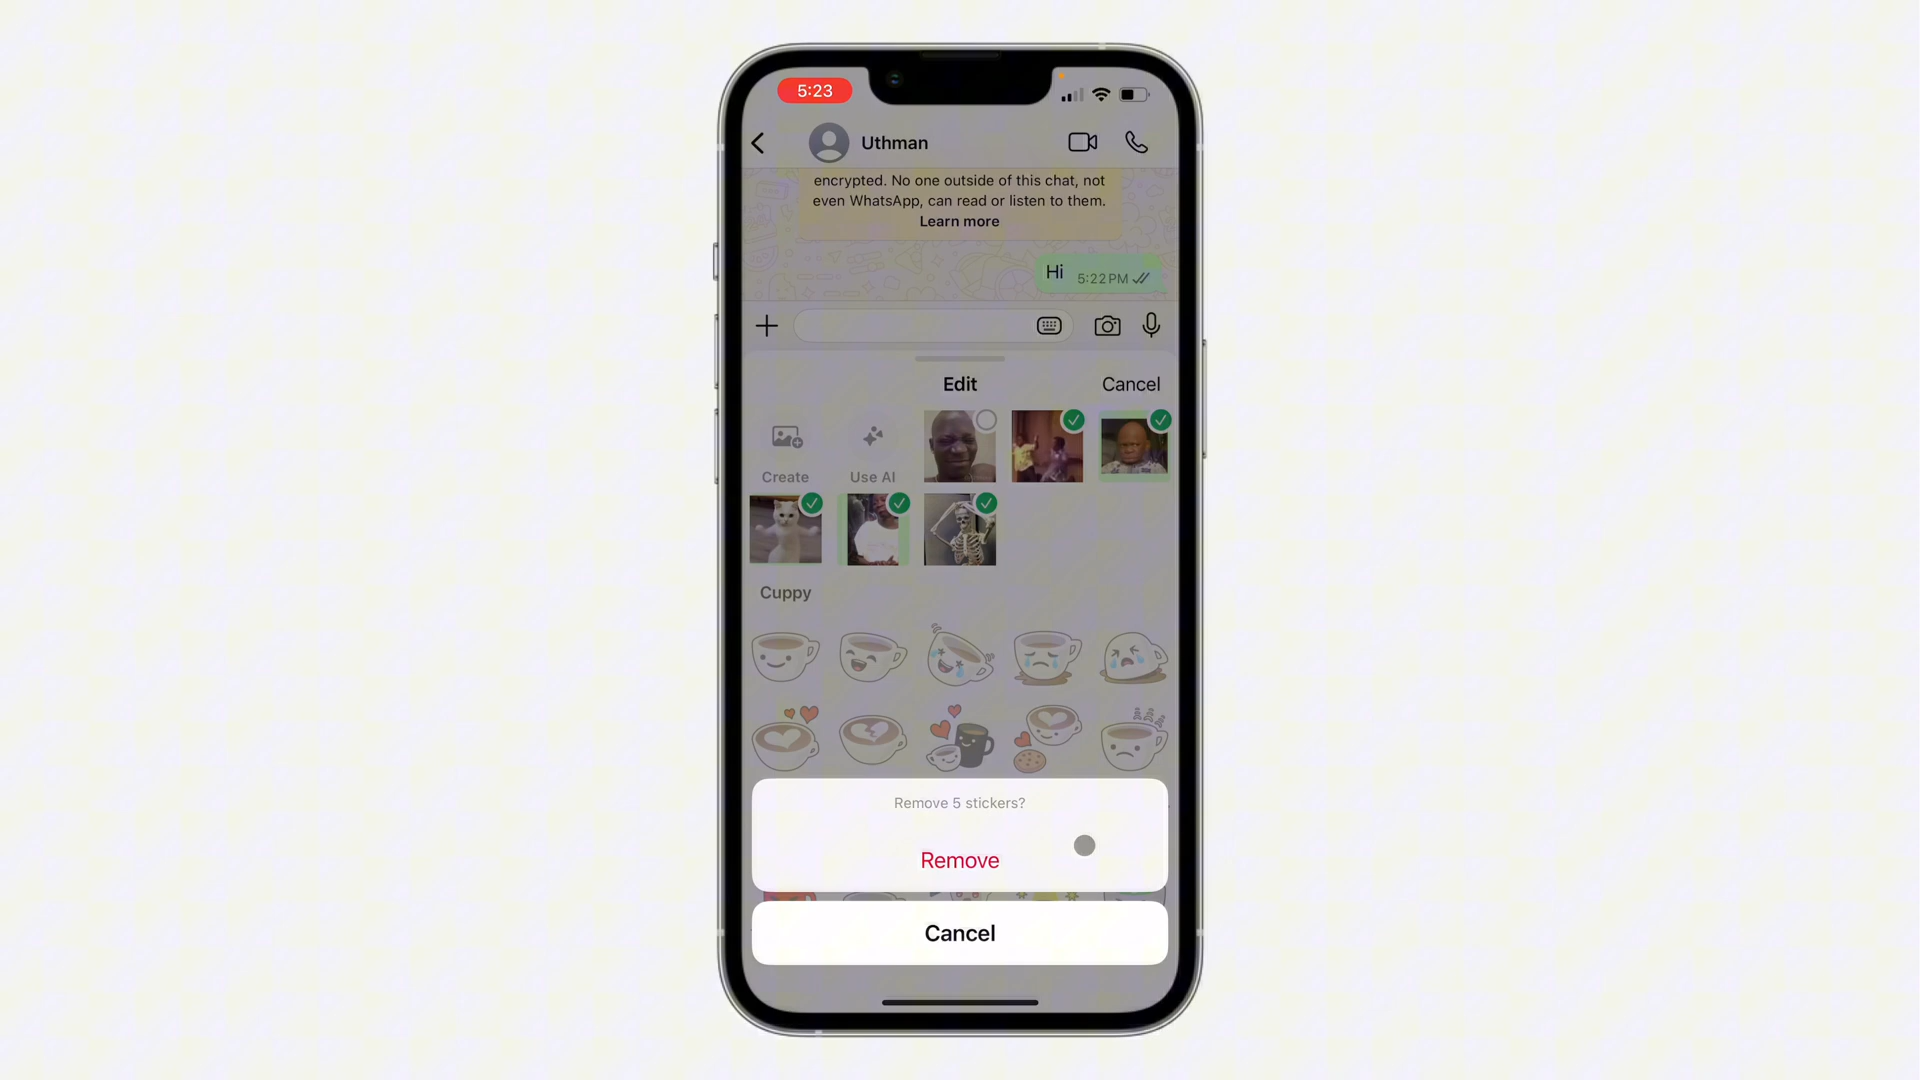 5:23
Uthman
encrypted. No one outside of this chat, not
even WhatsApp, can read or listen to them.
Learn more
Hi 5:22 PM
Edit Cancel
Create Use AI
Cuppy
Remove 5 stickers?
Remove
Cancel